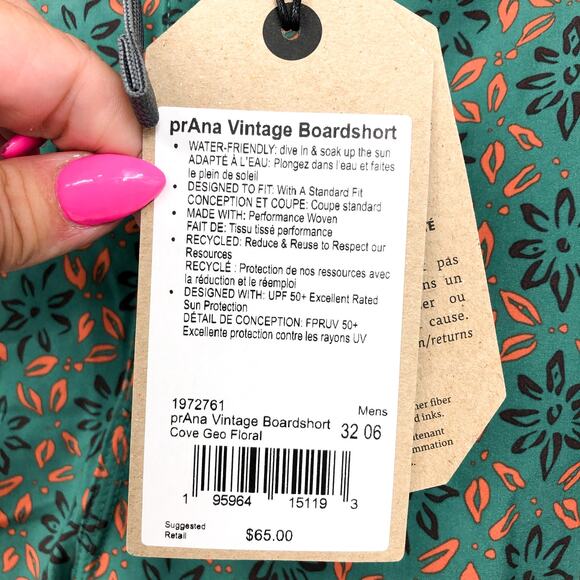 prAna Vintage Boardshort
• WATER-FRIENDLY: dive in & soak up the sun
ADAPTÉ À L'EAU: Plongez dans l'eau et faites
le plein de soleil
• DESIGNED TO FIT: With A Standard Fit
CONCEPTION ET COUPE: Coupe standard
• MADE WITH: Performance Woven
FAIT DE: Tissu tissé performance
• RECYCLED: Reduce & Reuse to Respect our
Resources
RECYCLÉ : Protection de nos ressources avec
la réduction et le réemploi
• DESIGNED WITH: UPF 50+ Excellent Rated
Sun Protection
DÉTAIL DE CONCEPTION: FPRUV 50+
Excellente protection contre les rayons UV
1972761
prAna Vintage Boardshort
Cove Geo Floral
Mens
32 06
1 95964 15119 3
Suggested
Retail
$65.00
TÉ
pas
ns un
ou
cause.
n/returns
er fiber
d inks.
tenant
mmation